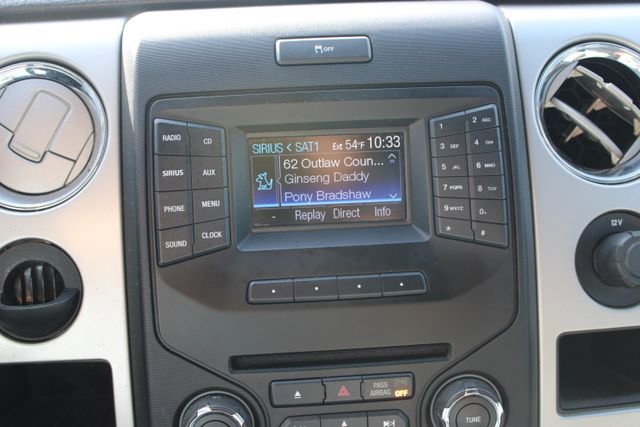 OFF
RADIO CD
SIRIUS AUX
PHONE MENU
SOUND CLOCK
SIRIUS < SAT1 Ext 54°F 10:33
62 Outlaw Coun...
Ginseng Daddy
Pony Bradshaw
- Replay Direct Info
1 2 ABC
3 DEF 4 GHI
5 JKL 6 MNO
7 PQRS 8 TUV
9 WXYZ 0
* #
12V
PASS AIRBAG ON
OFF
TUNE